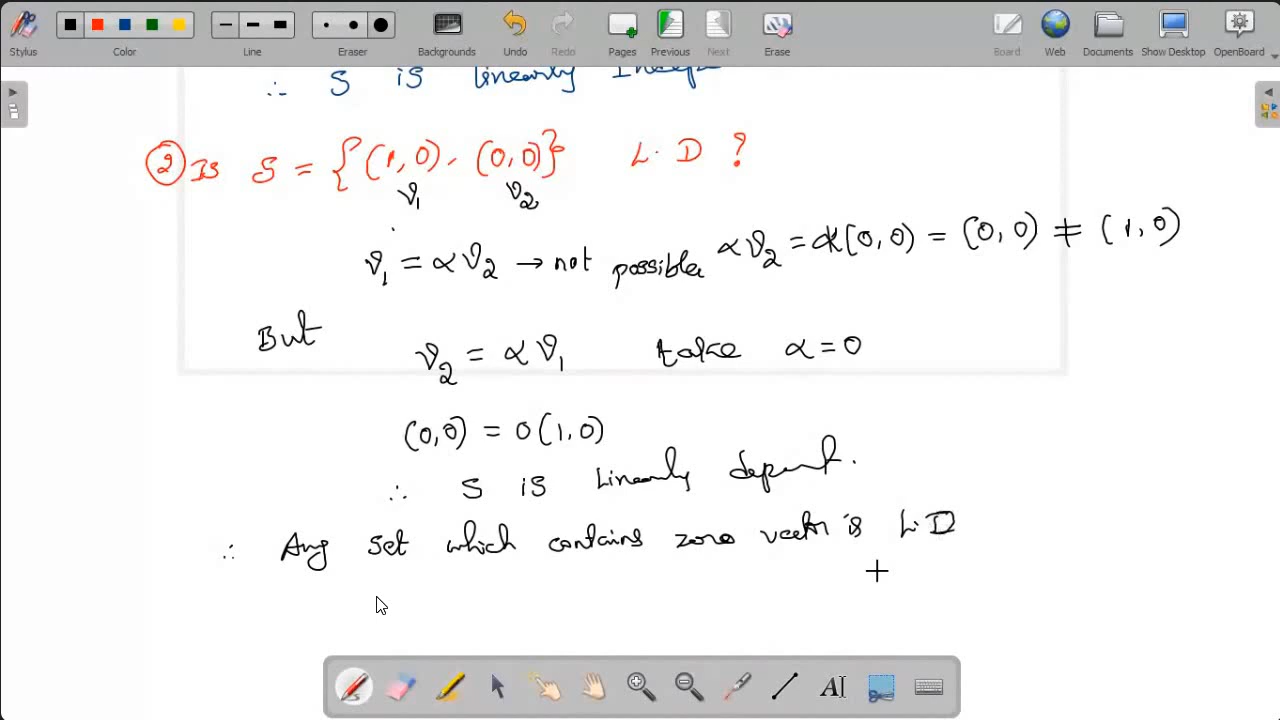 Stylus
Color
Line
Eraser
Backgrounds
Undo
Redo
Pages
Previous
Next
Erase
Board
Web
Documents
Show Desktop
OpenBoard
∴ S is linearly
② Is S = {(1,0), (0,0)} L.D ?
v₁ v₂
v₁ = αv₂ → not possible αv₂ = α(0,0) = (0,0) ≠ (1,0)
But
v₂ = αv₁ take α = 0
(0,0) = 0(1,0)
∴ S is Linearly depent.
∴ Any set which contains zero vector is L.D
AI